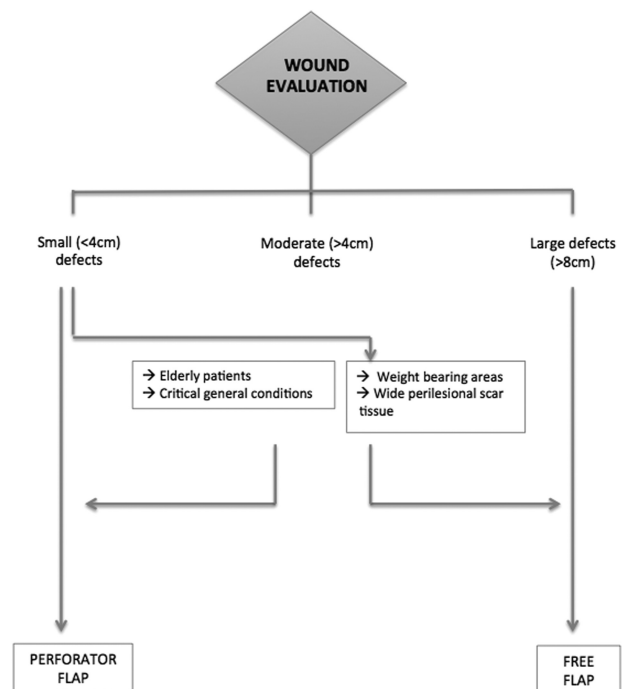 WOUND
EVALUATION
Small (<4cm)
defects
Moderate (>4cm)
defects
Large defects
(>8cm)
→ Elderly patients
→ Critical general conditions
→ Weight bearing areas
→ Wide perilesional scar
tissue
PERFORATOR
FLAP
FREE
FLAP